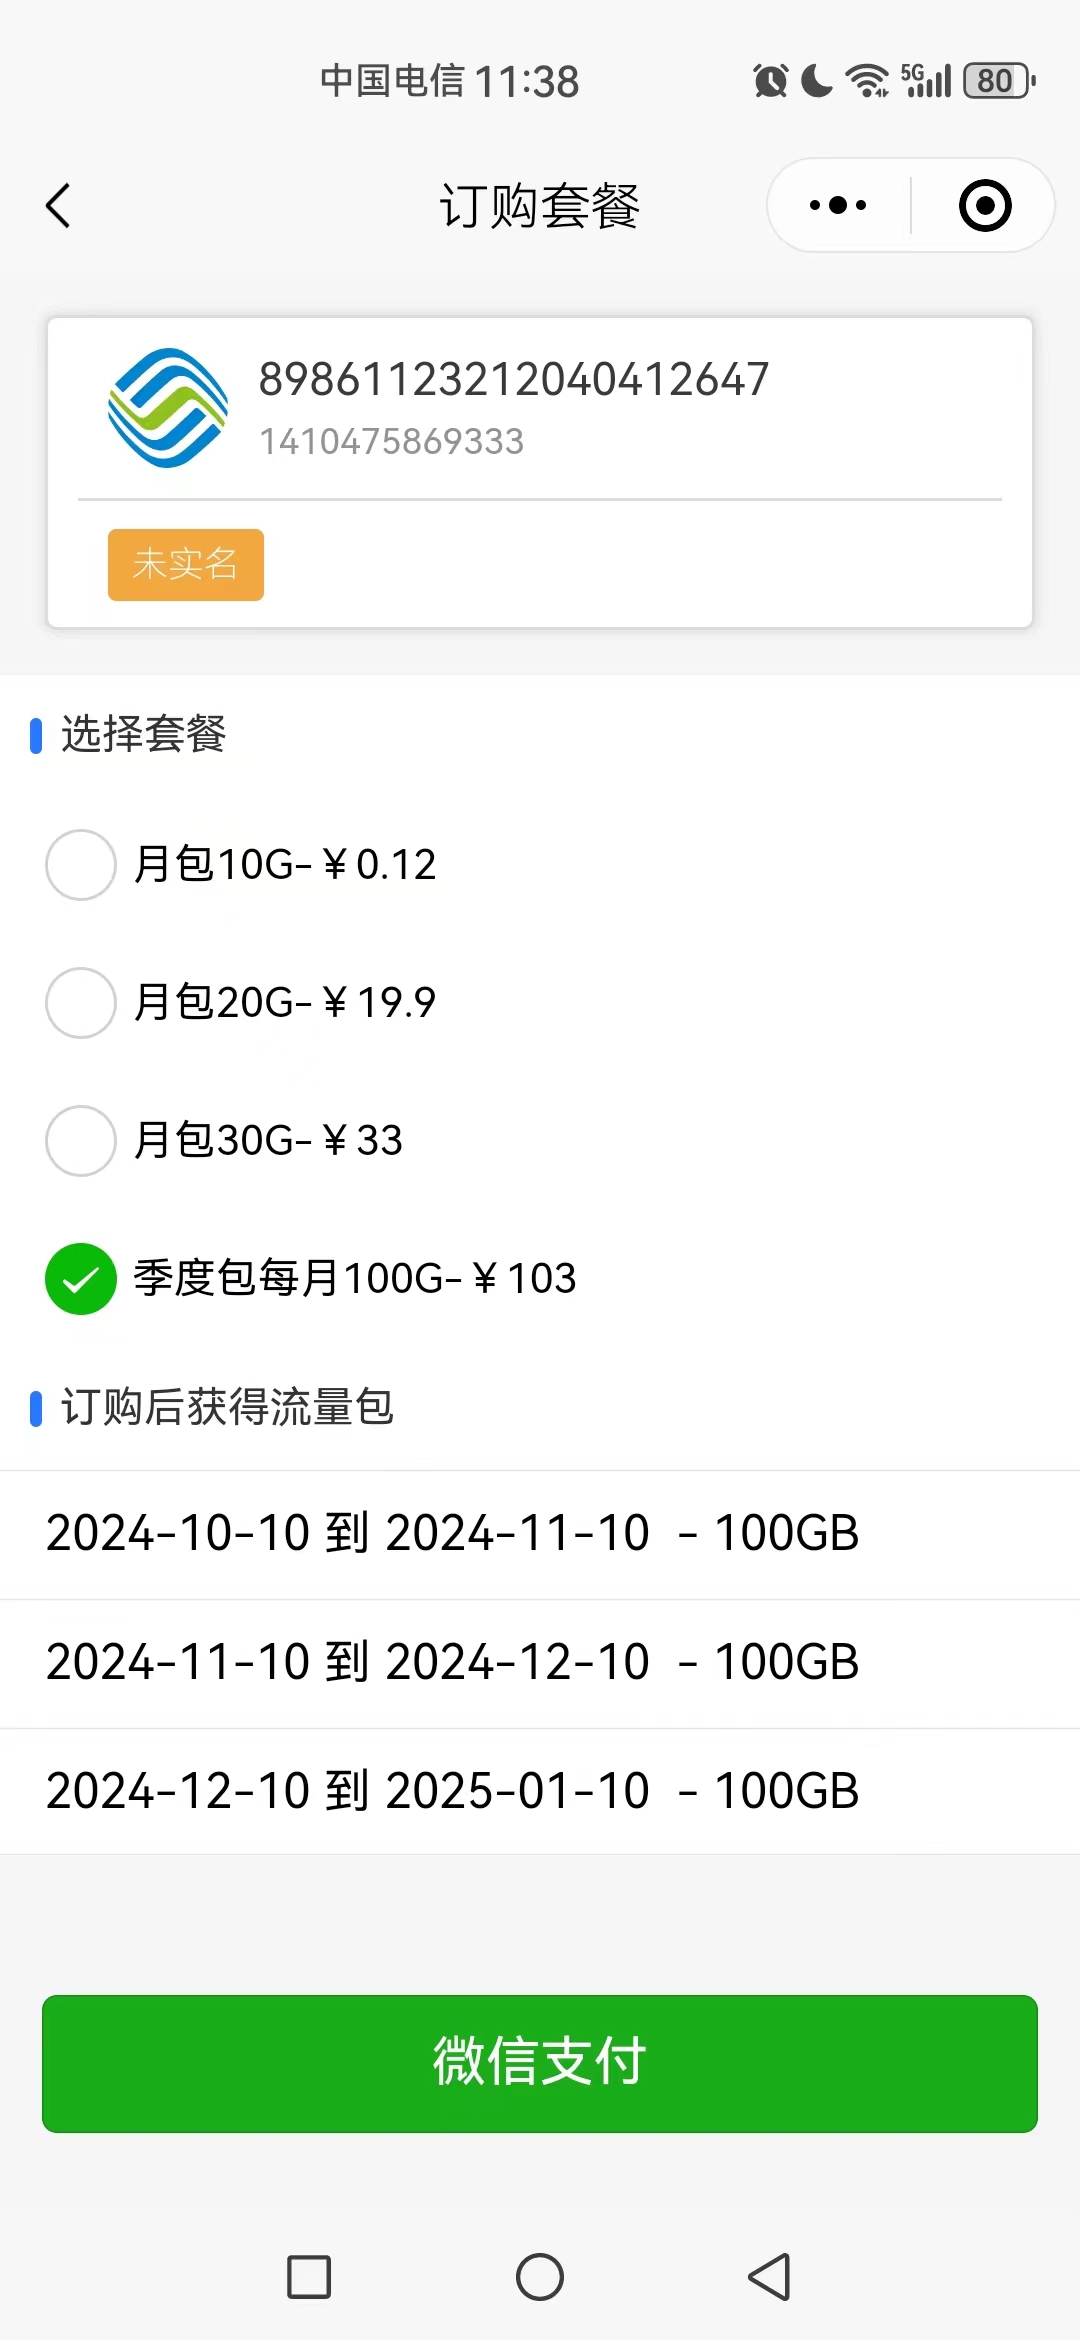 中国电信 11:38
5G
80
订购套餐
89861123212040412647
1410475869333
未实名
选择套餐
月包10G-￥0.12
月包20G-￥19.9
月包30G-￥33
季度包每月100G-￥103
订购后获得流量包
2024-10-10 到 2024-11-10 - 100GB
2024-11-10 到 2024-12-10 - 100GB
2024-12-10 到 2025-01-10 - 100GB
微信支付